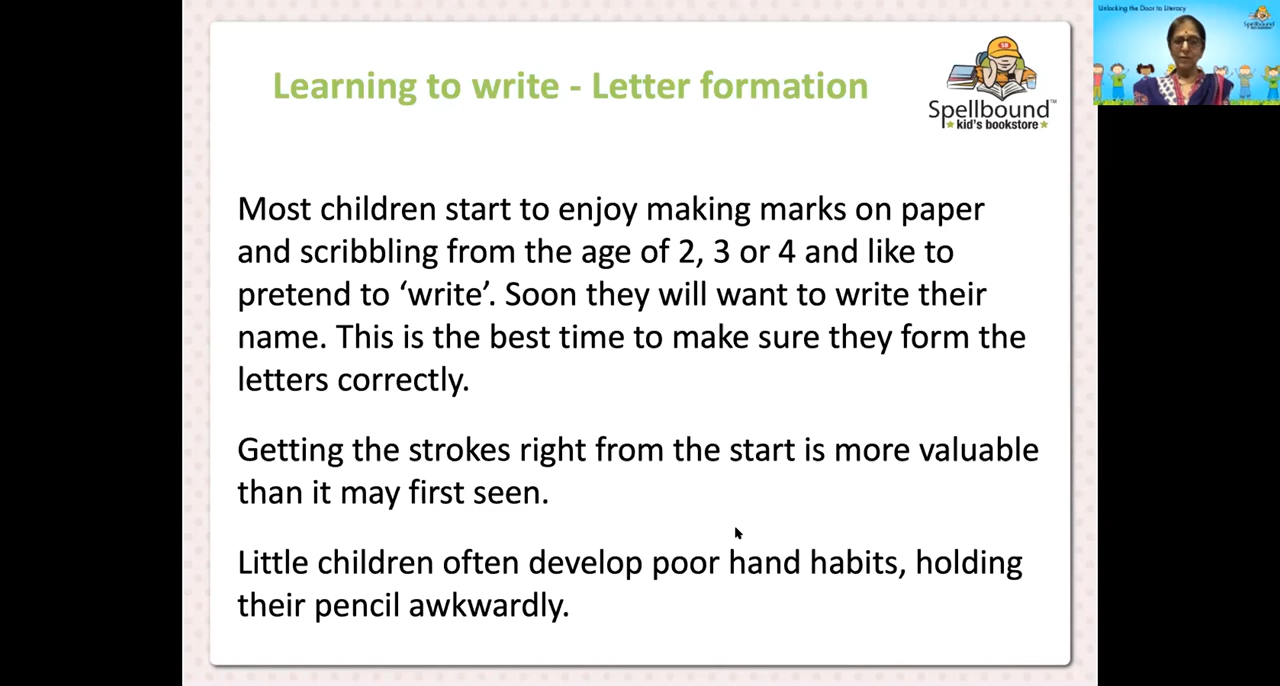 Learning to write - Letter formation
SB
Spellbound™
kid's bookstore
Most children start to enjoy making marks on paper
and scribbling from the age of 2, 3 or 4 and like to
pretend to ‘write’. Soon they will want to write their
name. This is the best time to make sure they form the
letters correctly.
Getting the strokes right from the start is more valuable
than it may first seen.
Little children often develop poor hand habits, holding
their pencil awkwardly.
Unlocking the Door to Literacy
Spellbound
kid's bookstore